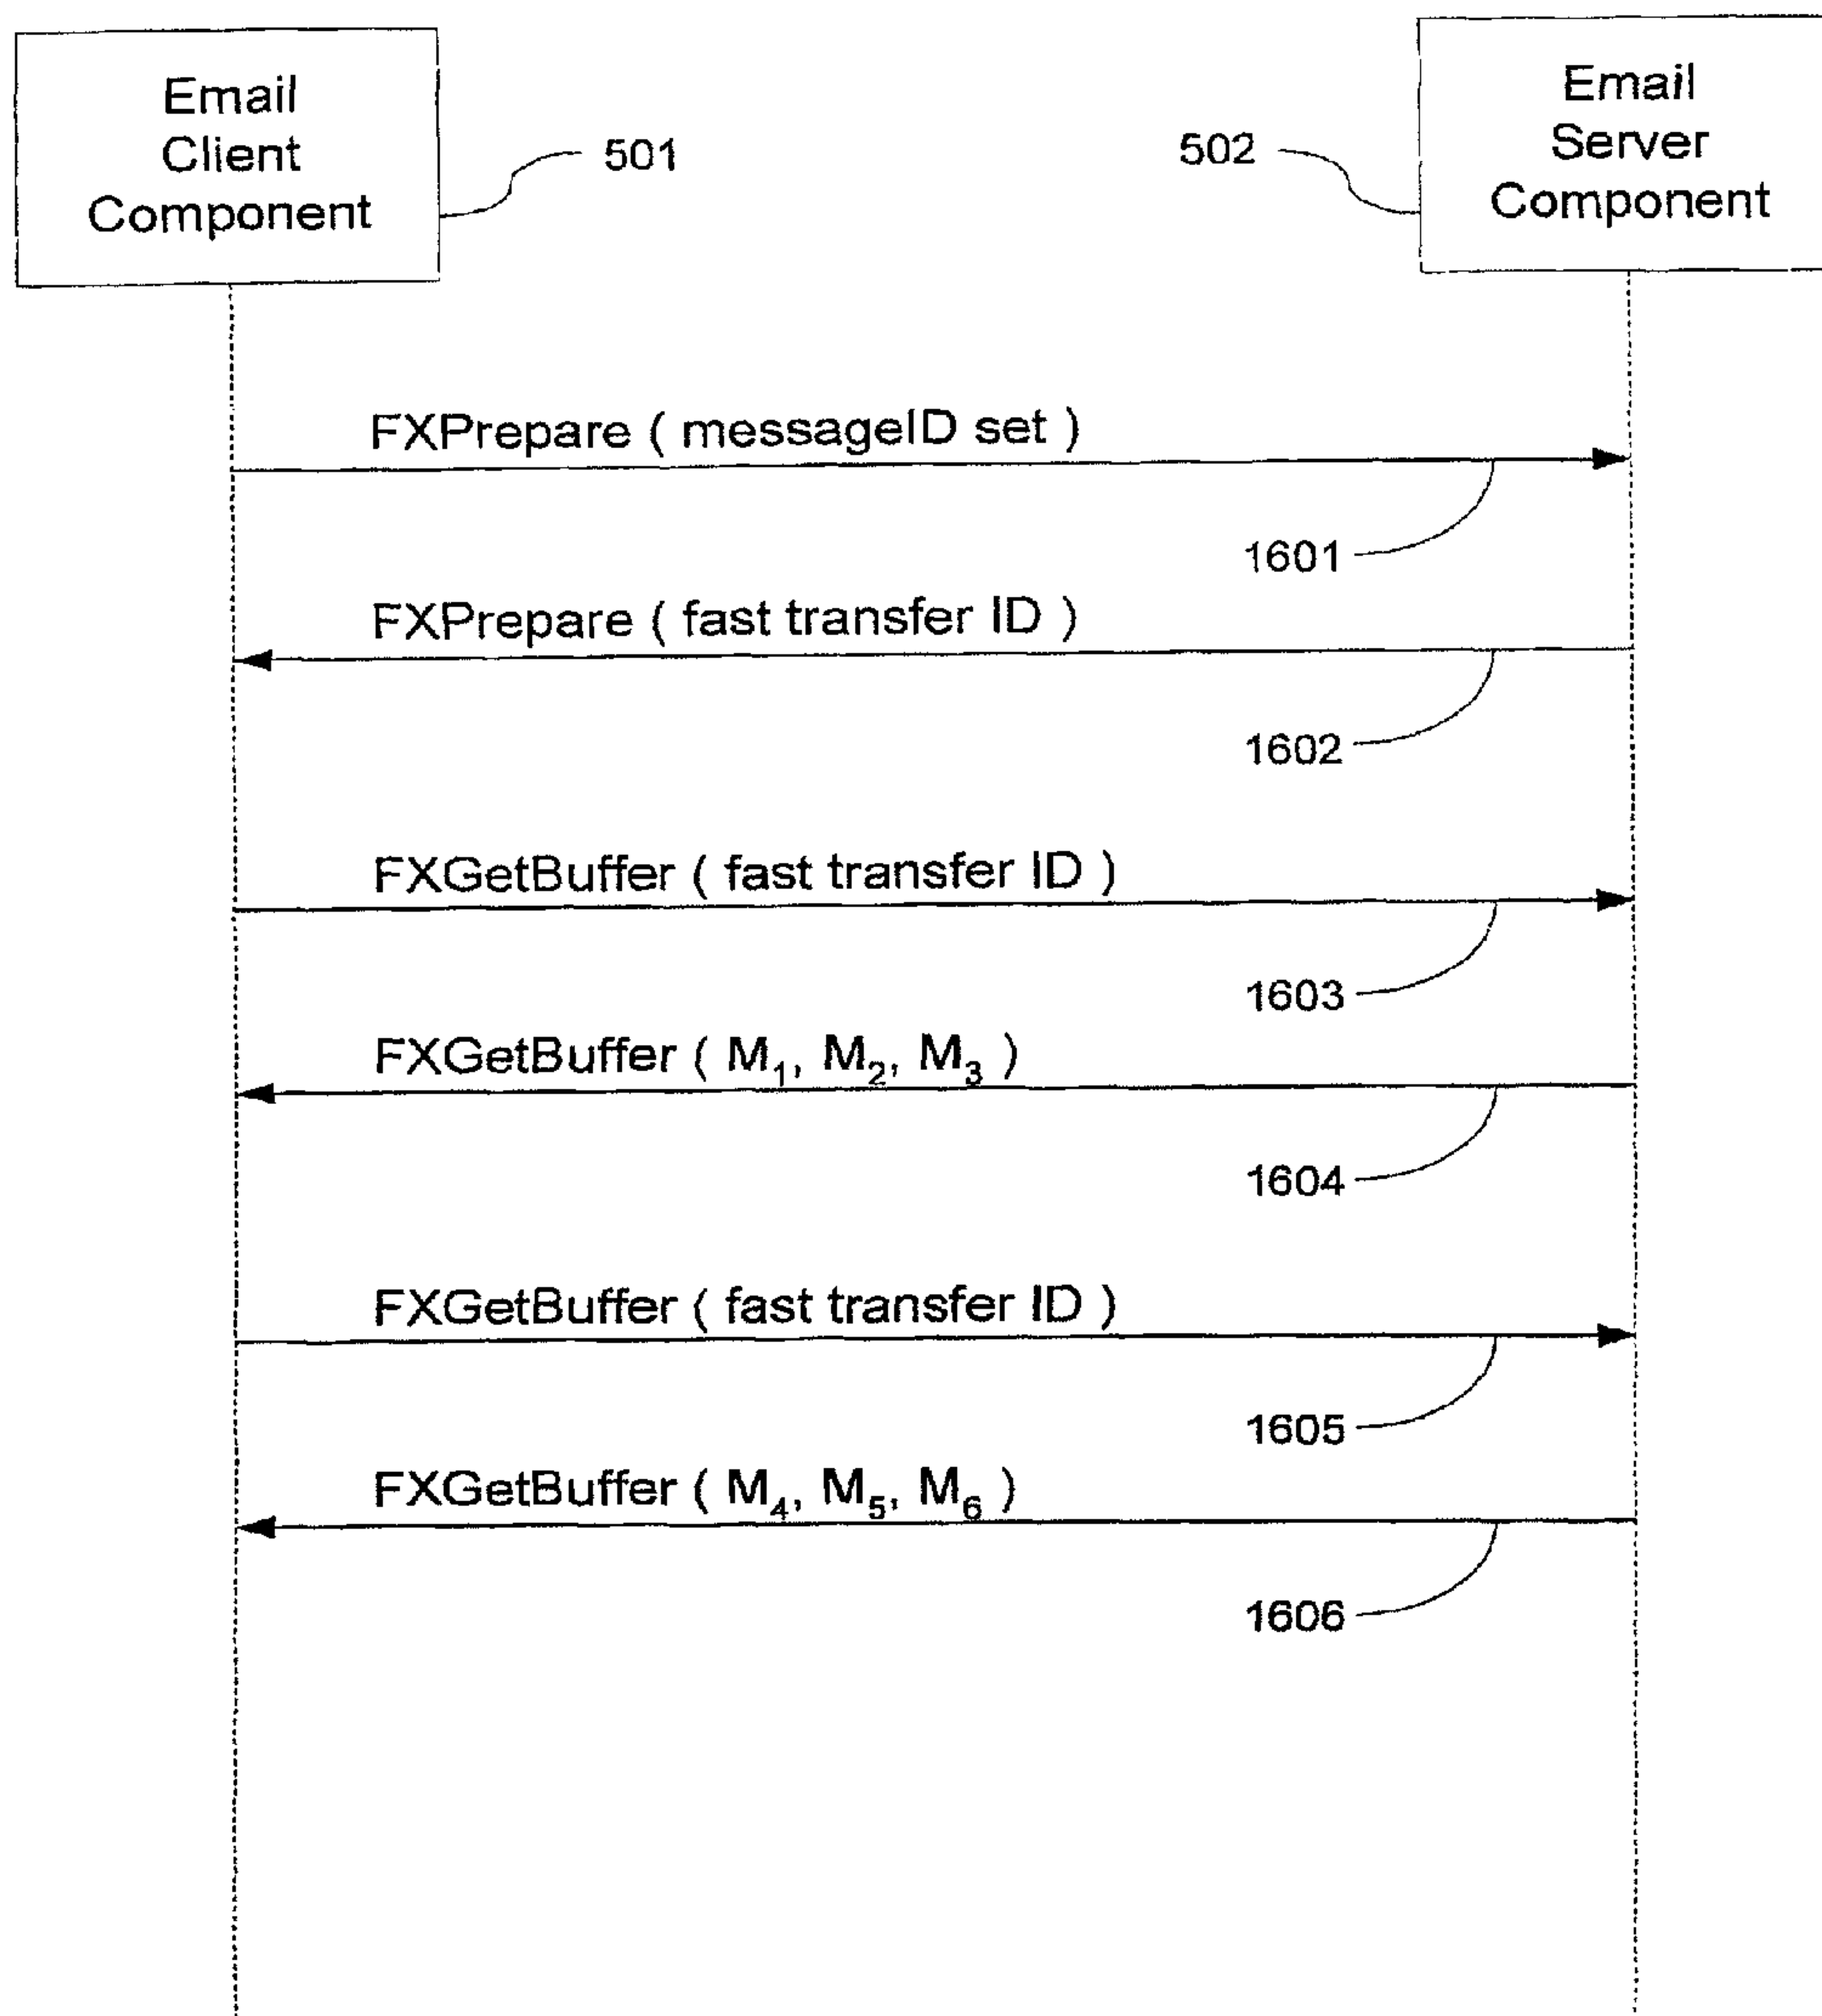 Email
Client
Component
501
502
Email
Server
Component
FXPrepare ( messageID set )
1601
FXPrepare ( fast transfer ID )
1602
FXGetBuffer ( fast transfer ID )
1603
FXGetBuffer ( M₁, M₂, M₃ )
1604
FXGetBuffer ( fast transfer ID )
1605
FXGetBuffer ( M₄, M₅, M₆ )
1606